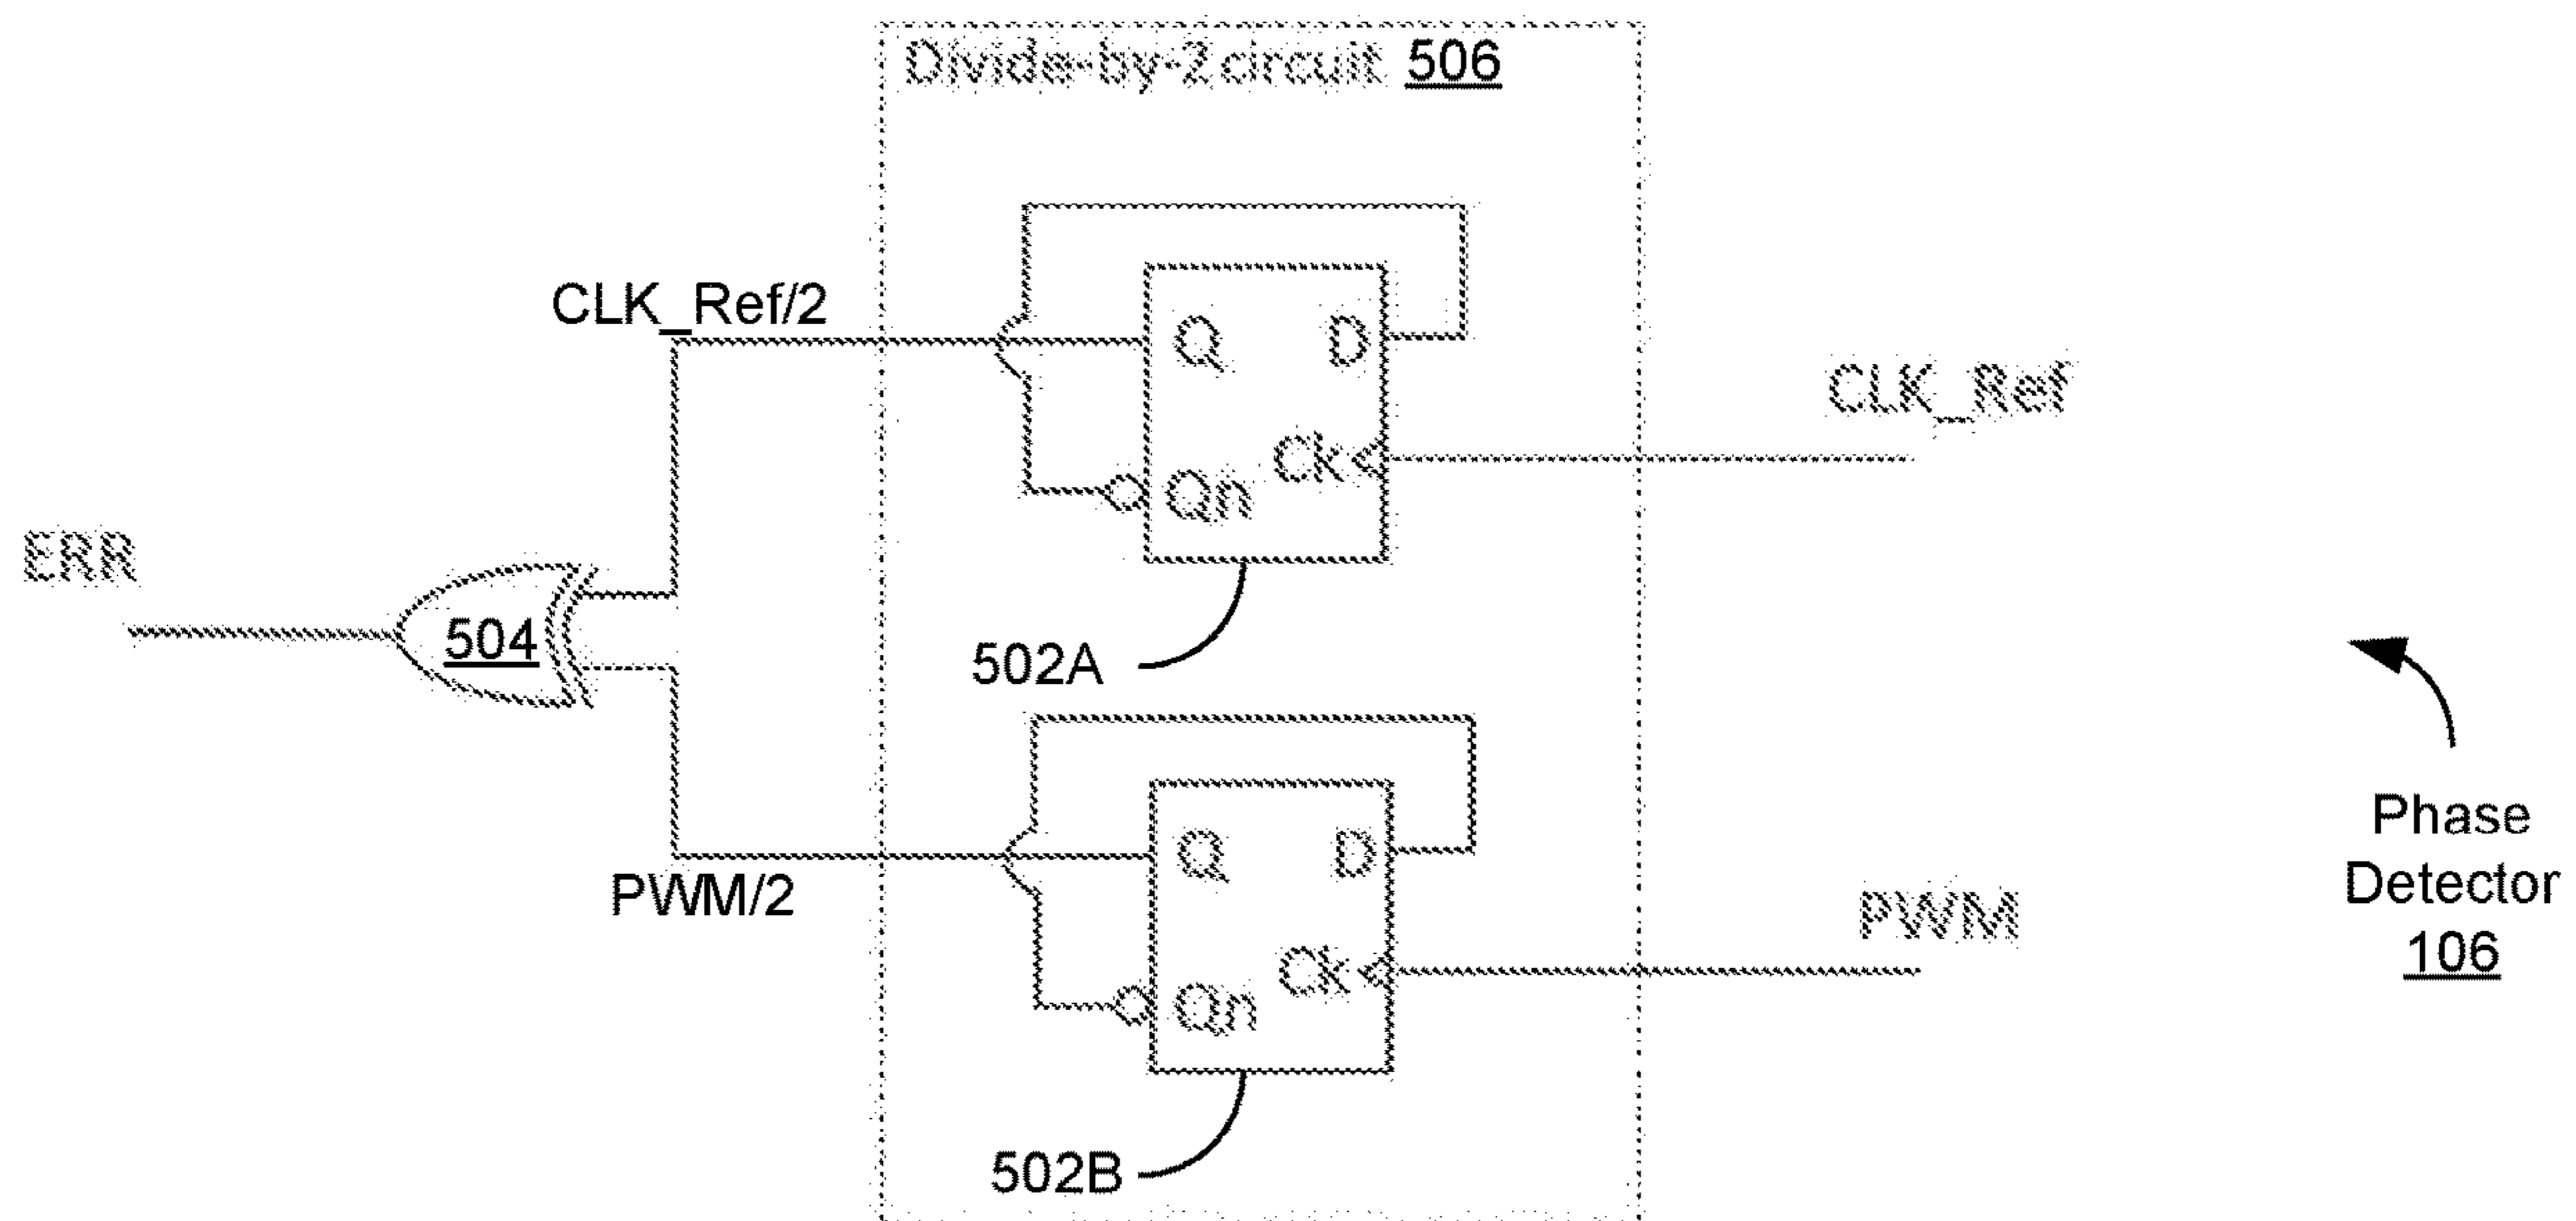 Divide-by-2 circuit 506
CLK_Ref/2
Q
D
CLK_Ref
Ck
Qn
ERR
504
502A
Phase
Detector
106
Q
D
PWM/2
PWM
Ck
Qn
502B